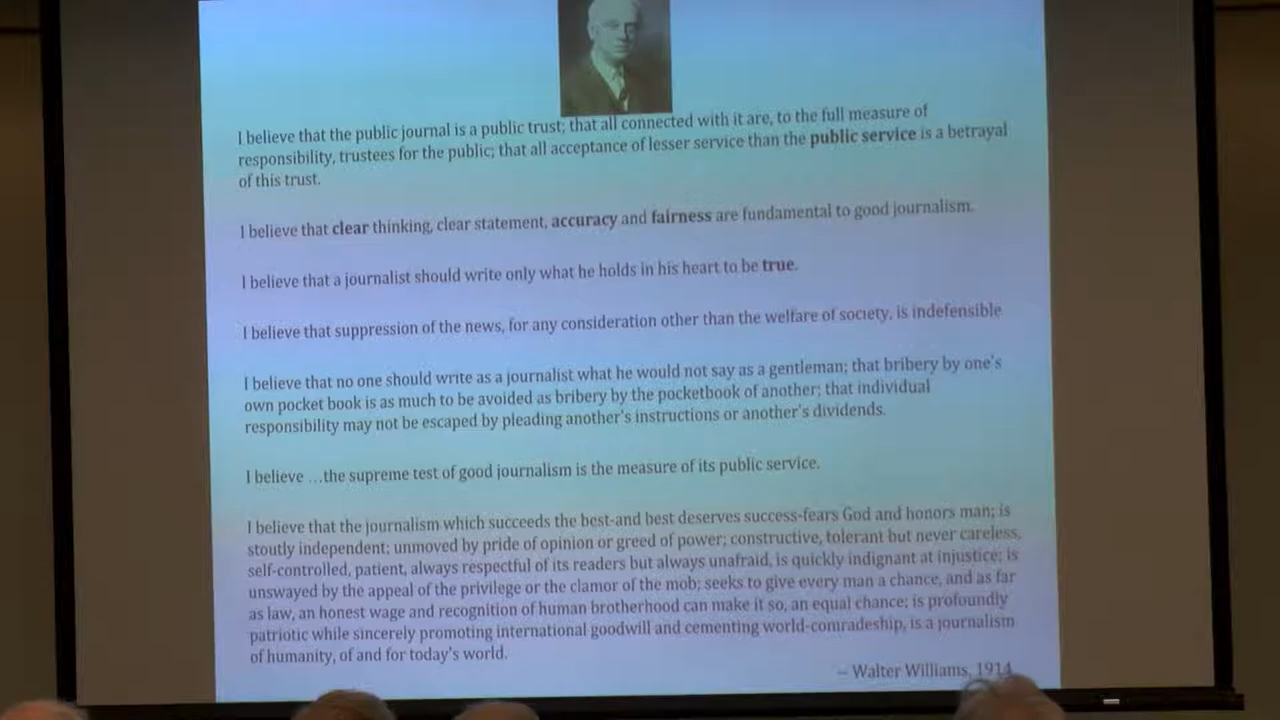 I believe that the public journal is a public trust; that all connected with it are, to the full measure of
responsibility, trustees for the public; that all acceptance of lesser service than the public service is a betrayal
of this trust.
I believe that clear thinking, clear statement, accuracy and fairness are fundamental to good journalism.
I believe that a journalist should write only what he holds in his heart to be true.
I believe that suppression of the news, for any consideration other than the welfare of society, is indefensible
I believe that no one should write as a journalist what he would not say as a gentleman; that bribery by one's
own pocket book is as much to be avoided as bribery by the pocketbook of another; that individual
responsibility may not be escaped by pleading another's instructions or another's dividends.
I believe …the supreme test of good journalism is the measure of its public service.
I believe that the journalism which succeeds the best-and best deserves success-fears God and honors man; is
stoutly independent; unmoved by pride of opinion or greed of power; constructive, tolerant but never careless,
self-controlled, patient, always respectful of its readers but always unafraid, is quickly indignant at injustice; is
unswayed by the appeal of the privilege or the clamor of the mob; seeks to give every man a chance, and as far
as law, an honest wage and recognition of human brotherhood can make it so, an equal chance; is profoundly
patriotic while sincerely promoting international goodwill and cementing world-comradeship, is a journalism
of humanity, of and for today's world.
– Walter Williams, 1914